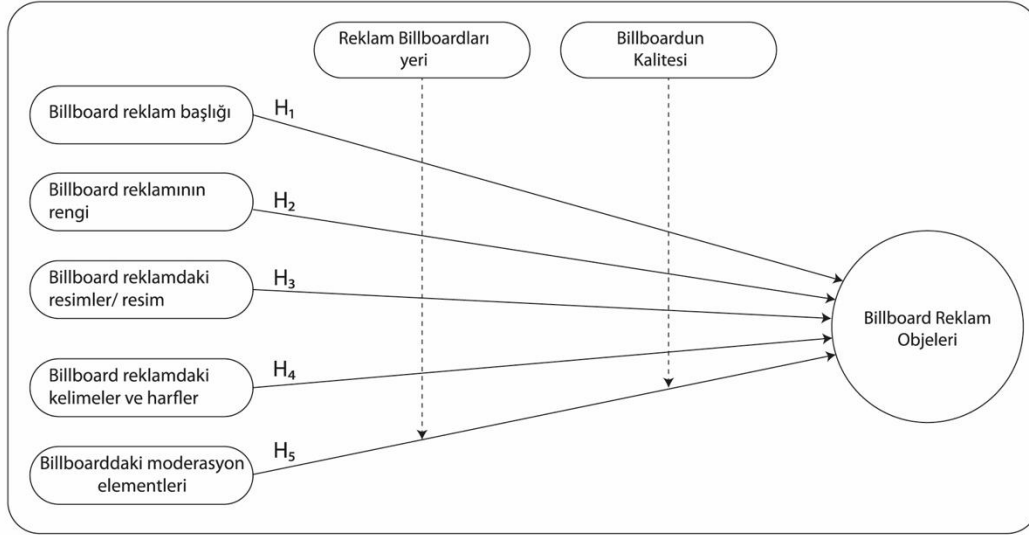 Reklam Billboardları
yeri
Billboardun
Kalitesi
Billboard reklam başlığı
H₁
Billboard reklamının
rengi
H₂
Billboard reklamdaki
resimler/ resim
H₃
Billboard Reklam
Objeleri
Billboard reklamdaki
kelimeler ve harfler
H₄
Billboarddaki moderasyon
elementleri
H₅